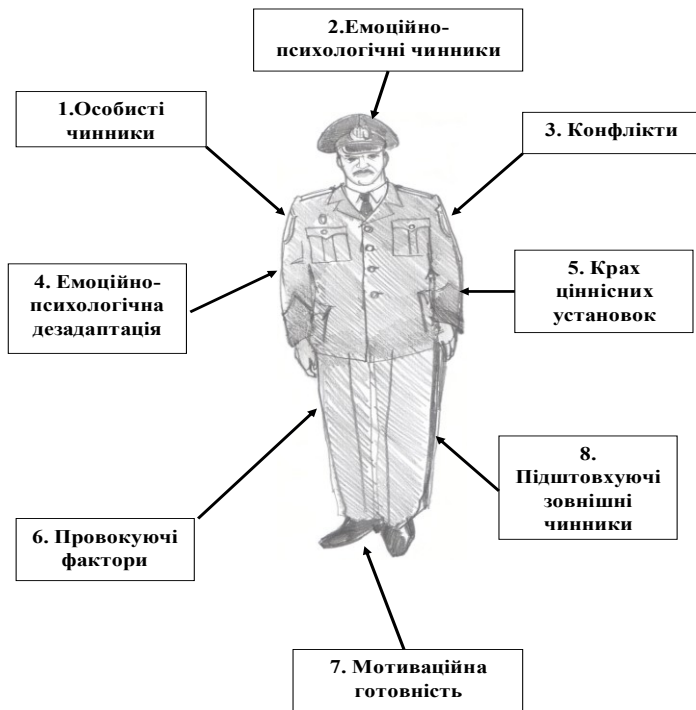 2.Емоційно-
психологічні чинники
1.Особисті
чинники
3. Конфлікти
4. Емоційно-
психологічна
дезадаптація
5. Крах
ціннісних
установок
6. Провокуючі
фактори
8.
Підштовхуючі
зовнішні
чинники
7. Мотиваційна
готовність